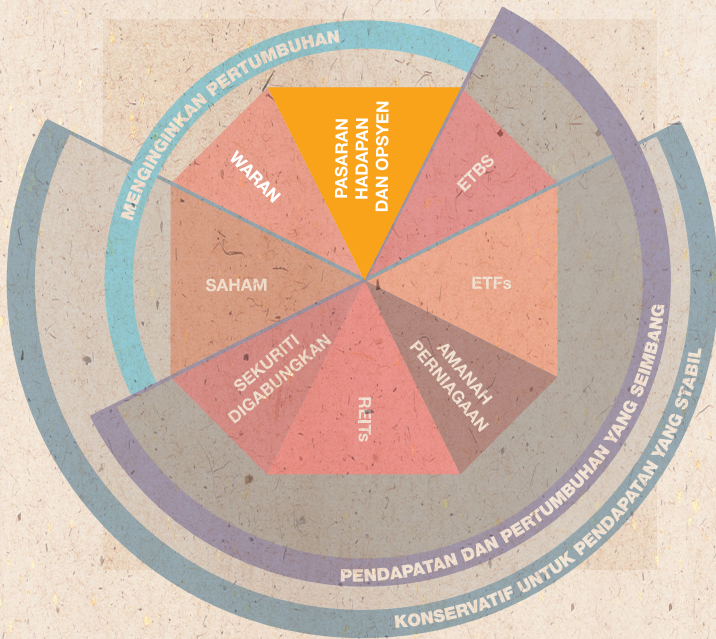 MENGINGINKAN PERTUMBUHAN
PASARAN
HADAPAN
DAN OPSYEN
WARAN
ETBS
SAHAM
ETFs
SEKURITI
DIGABUNGKAN
REITs
AMANAH
PERNIAGAAN
PENDAPATAN DAN PERTUMBUHAN YANG SEIMBANG
KONSERVATIF UNTUK PENDAPATAN YANG STABIL